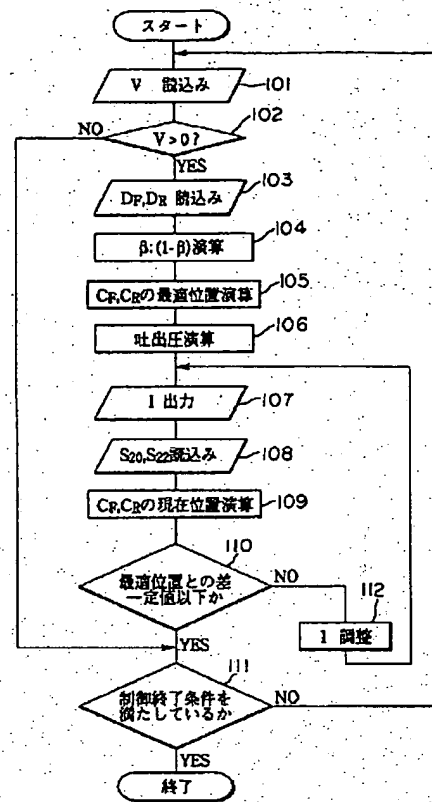 スタート
V 読込み
101
V>0?
102
NO
YES
DF,DR 読込み
103
β:(1-β)演算
104
CF,CRの最適位置演算
105
吐出圧演算
106
I 出力
107
S20,S22読込み
108
CF,CRの現在位置演算
109
最適位置との差
一定値以下か
110
NO
YES
I 調整
112
制御終了条件を
満たしているか
111
NO
YES
終了